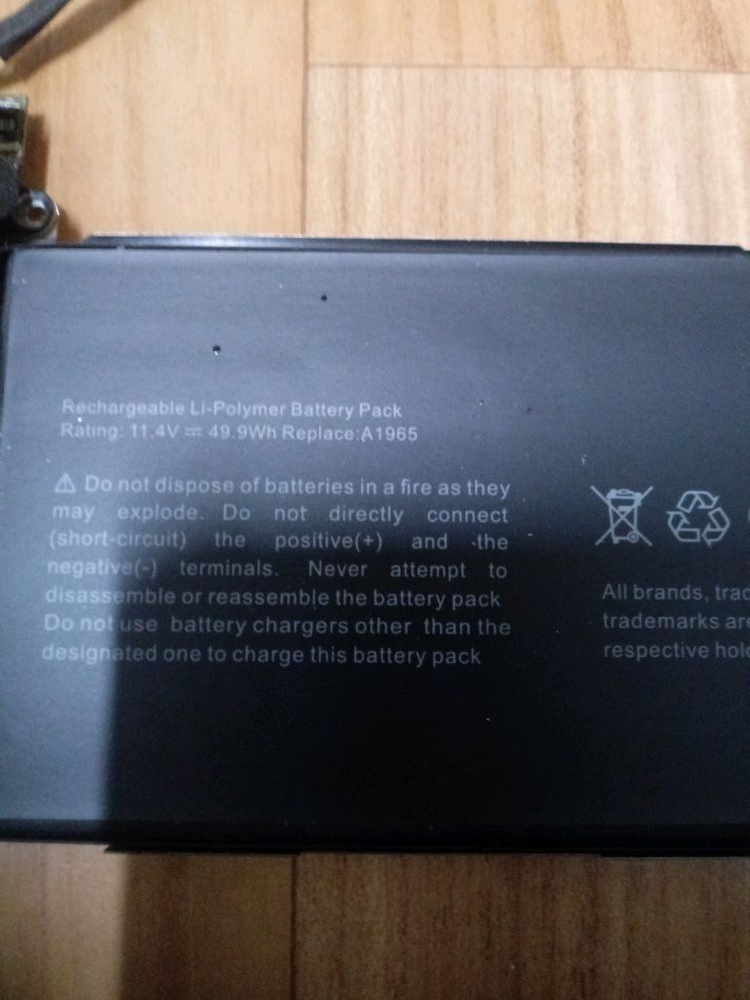 Rechargeable Li-Polymer Battery Pack
Rating: 11.4V ⎓ 49.9Wh Replace:A1965
⚠ Do not dispose of batteries in a fire as they
may explode. Do not directly connect
(short-circuit) the positive(+) and the
negative(-) terminals. Never attempt to
disassemble or reassemble the battery pack
Do not use battery chargers other than the
designated one to charge this battery pack
All brands, trad
trademarks are
respective hold